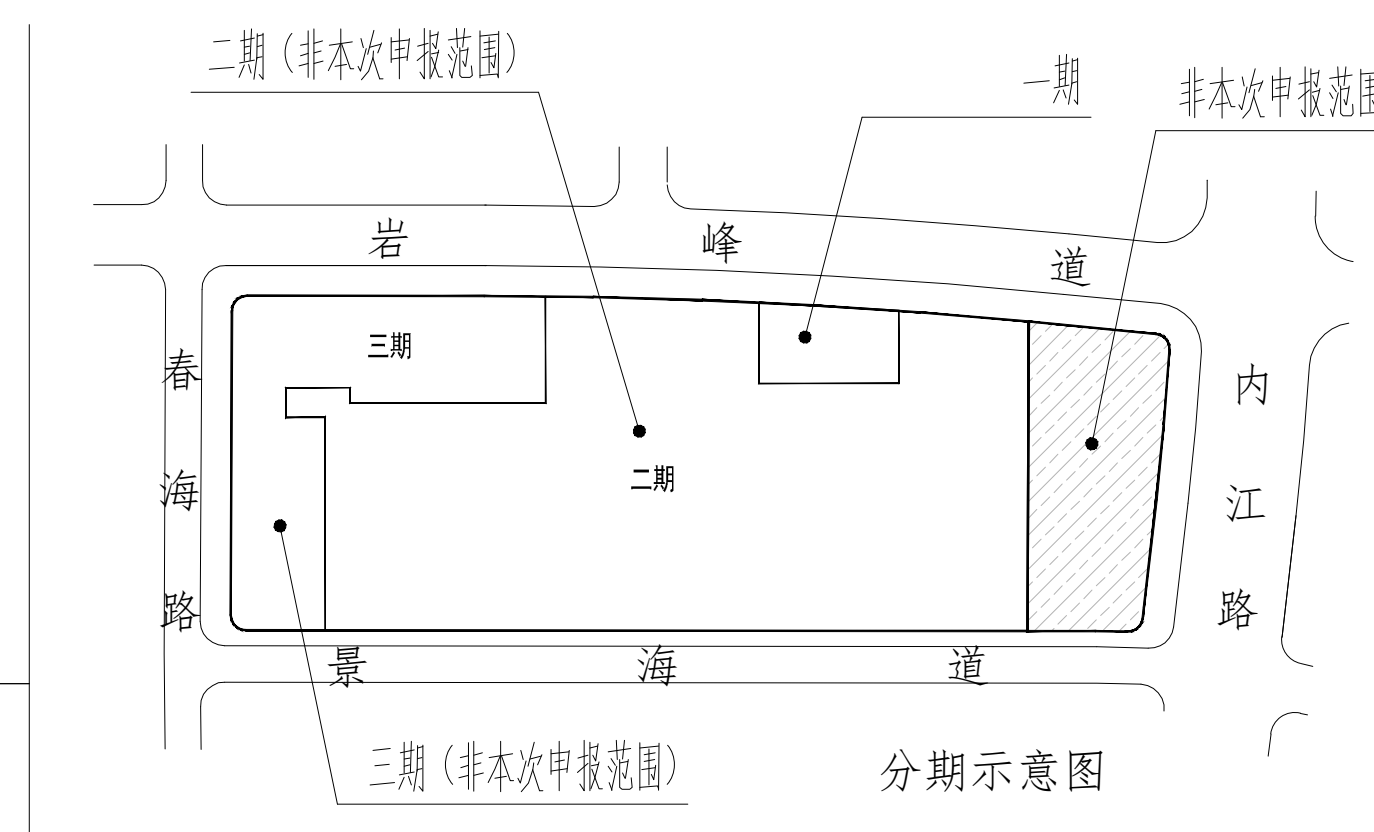 二期（非本次申报范围）
一期
非本次申报范围
岩峰道
三期
春海路
内江路
二期
景海道
三期（非本次申报范围）
分期示意图